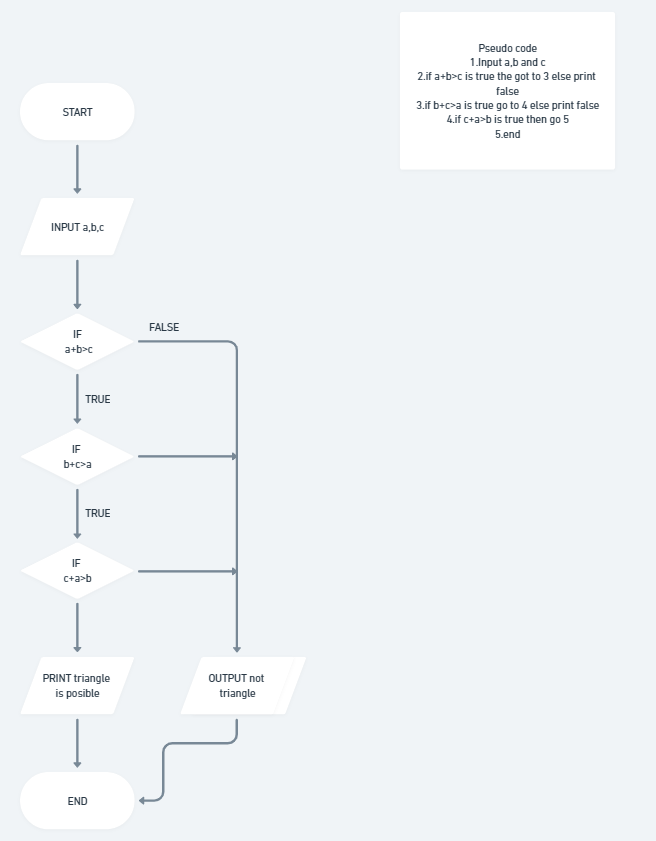 Pseudo code
1.Input a,b and c
2.if a+b>c is true the got to 3 else print
false
3.if b+c>a is true go to 4 else print false
4.if c+a>b is true then go 5
5.end
START
INPUT a,b,c
IF
a+b>c
FALSE
TRUE
IF
b+c>a
TRUE
IF
c+a>b
PRINT triangle
is posible
OUTPUT not
triangle
END